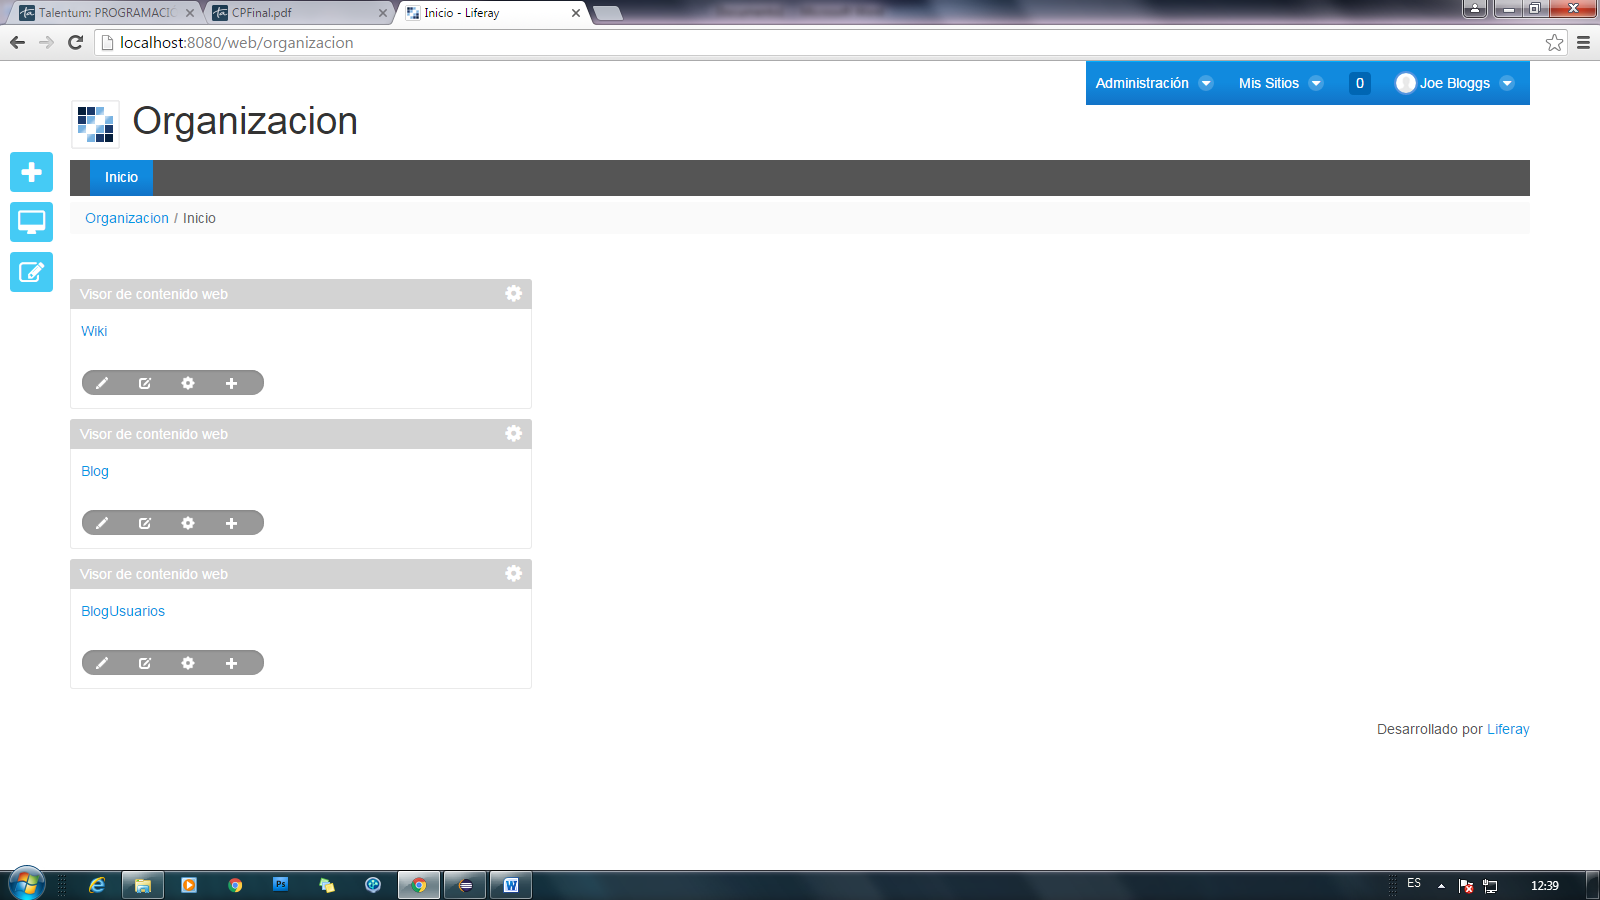 Talentum: PROGRAMACIÓ
CPFinal.pdf
Inicio - Liferay
localhost:8080/web/organizacion
Administración
Mis Sitios
0
Joe Bloggs
Organizacion
Inicio
Organizacion / Inicio
Visor de contenido web
Wiki
Visor de contenido web
Blog
Visor de contenido web
BlogUsuarios
Desarrollado por Liferay
Ps
W
ES
12:39